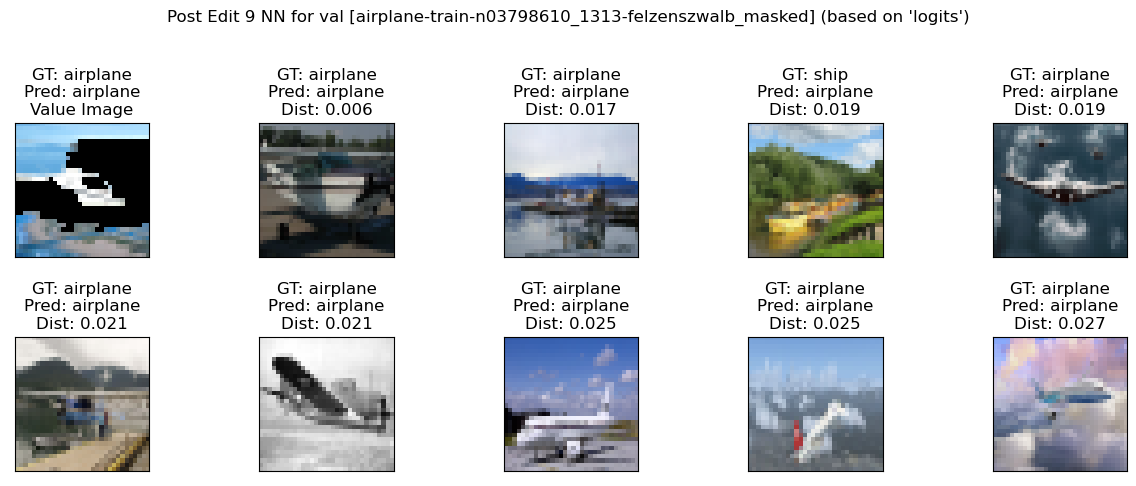 Post Edit 9 NN for val [airplane-train-n03798610_1313-felzenszwalb_masked] (based on 'logits')
GT: airplane
Pred: airplane
Value Image
GT: airplane
Pred: airplane
Dist: 0.006
GT: airplane
Pred: airplane
Dist: 0.017
GT: ship
Pred: airplane
Dist: 0.019
GT: airplane
Pred: airplane
Dist: 0.019
GT: airplane
Pred: airplane
Dist: 0.021
GT: airplane
Pred: airplane
Dist: 0.021
GT: airplane
Pred: airplane
Dist: 0.025
GT: airplane
Pred: airplane
Dist: 0.025
GT: airplane
Pred: airplane
Dist: 0.027